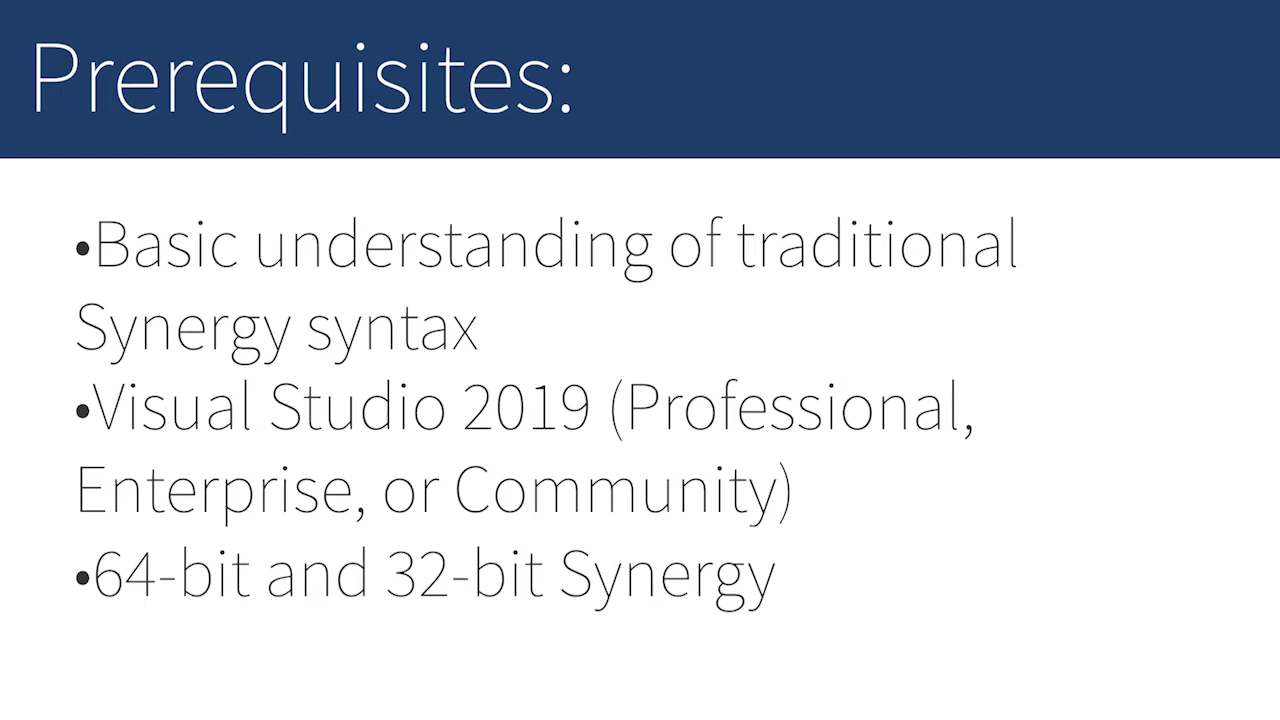 Prerequisites:
•Basic understanding of traditional
Synergy syntax
•Visual Studio 2019 (Professional,
Enterprise, or Community)
•64-bit and 32-bit Synergy